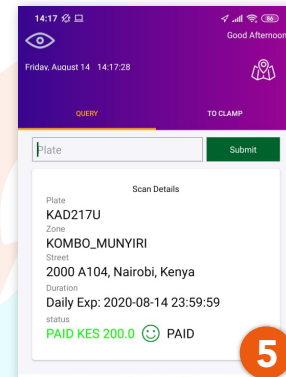 14:17 86
Good Afternoon
Friday, August 14 14:17:28
QUERY TO CLAMP
Plate Submit
Scan Details
Plate
KAD217U
Zone
KOMBO_MUNYIRI
Street
2000 A104, Nairobi, Kenya
Duration
Daily Exp: 2020-08-14 23:59:59
status
PAID KES 200.0 PAID
5